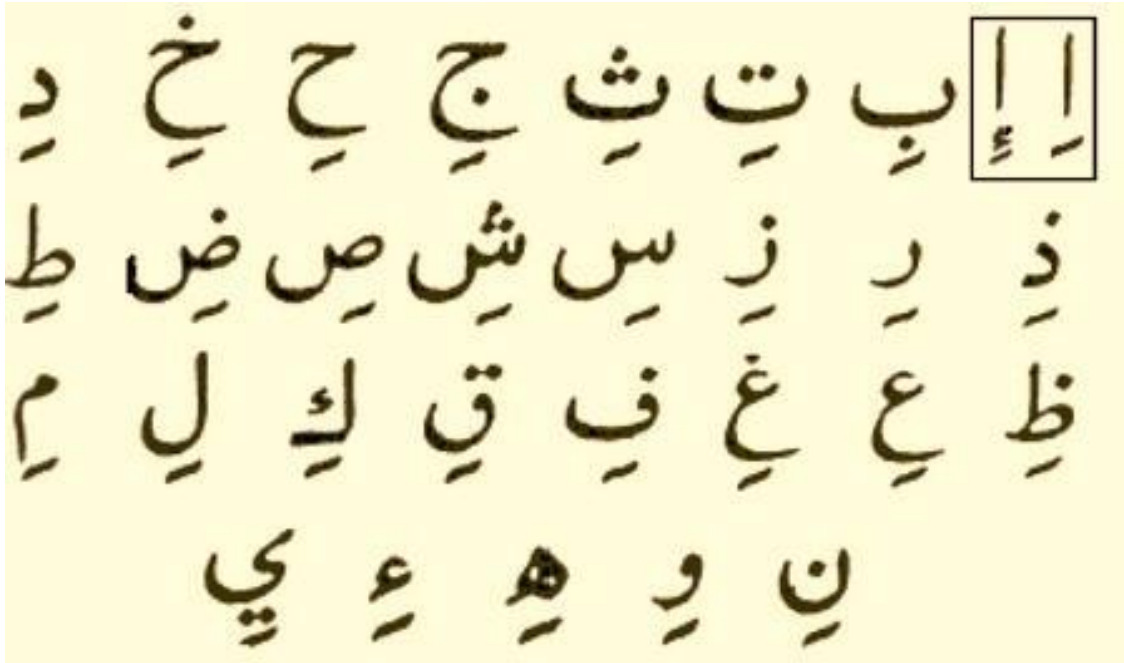 اِ إِ بِ تِ ثِ جِ حِ خِ دِ
ذِ رِ زِ سِ شِ صِ ضِ طِ
ظِ عِ غِ فِ قِ كِ لِ مِ
نِ وِ هِ ءِ يِ